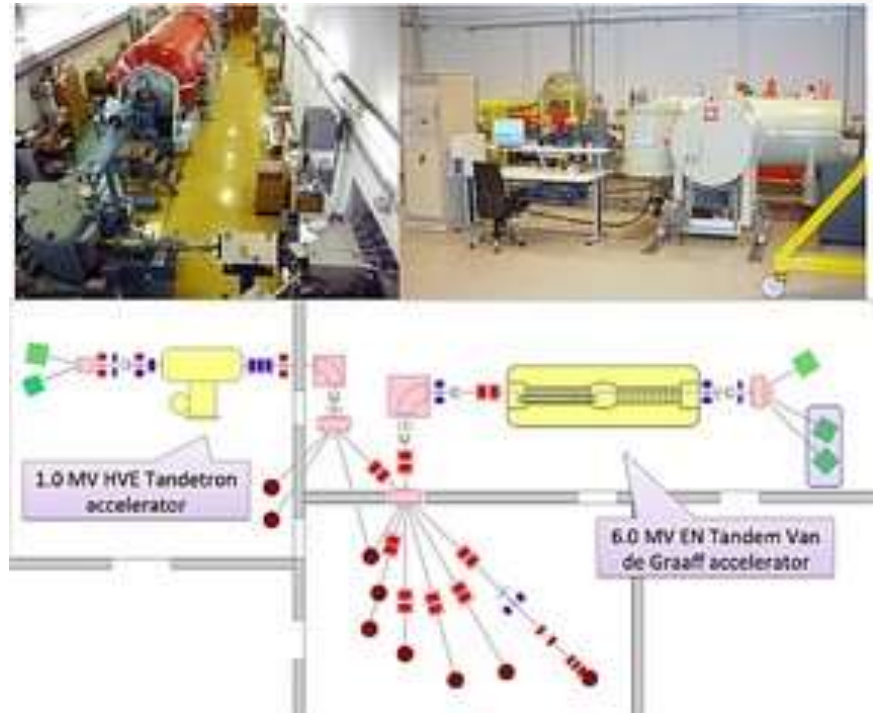 1.0 MV HVE Tandetron
accelerator
6.0 MV EN Tandem Van
de Graaff accelerator